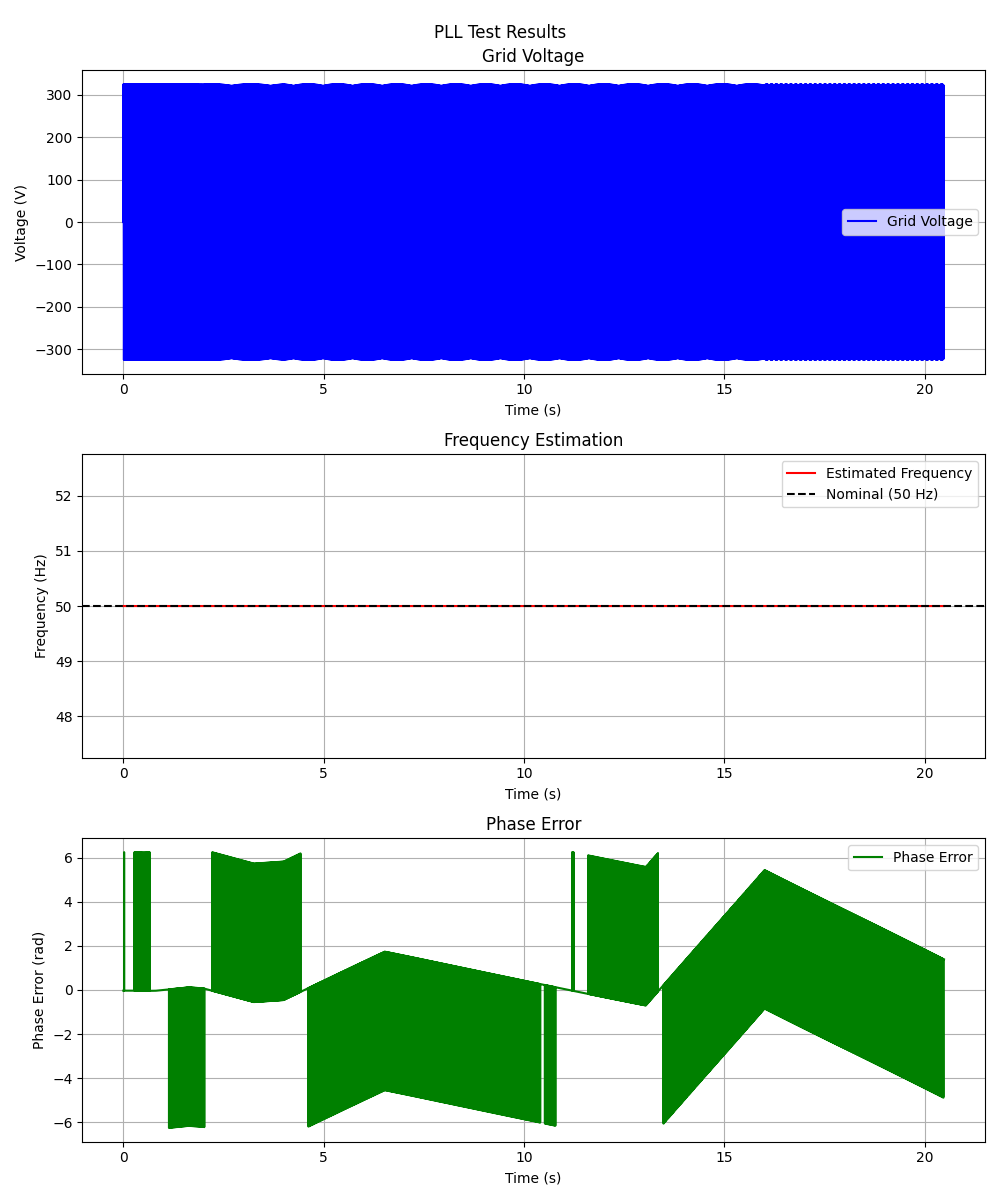 PLL Test Results
Grid Voltage
300
200
100
0
−100
−200
−300
Voltage (V)
Grid Voltage
0 5 10 15 20
Time (s)
Frequency Estimation
52
51
50
49
48
Frequency (Hz)
Estimated Frequency
Nominal (50 Hz)
0 5 10 15 20
Time (s)
Phase Error
6
4
2
0
−2
−4
−6
Phase Error (rad)
Phase Error
0 5 10 15 20
Time (s)